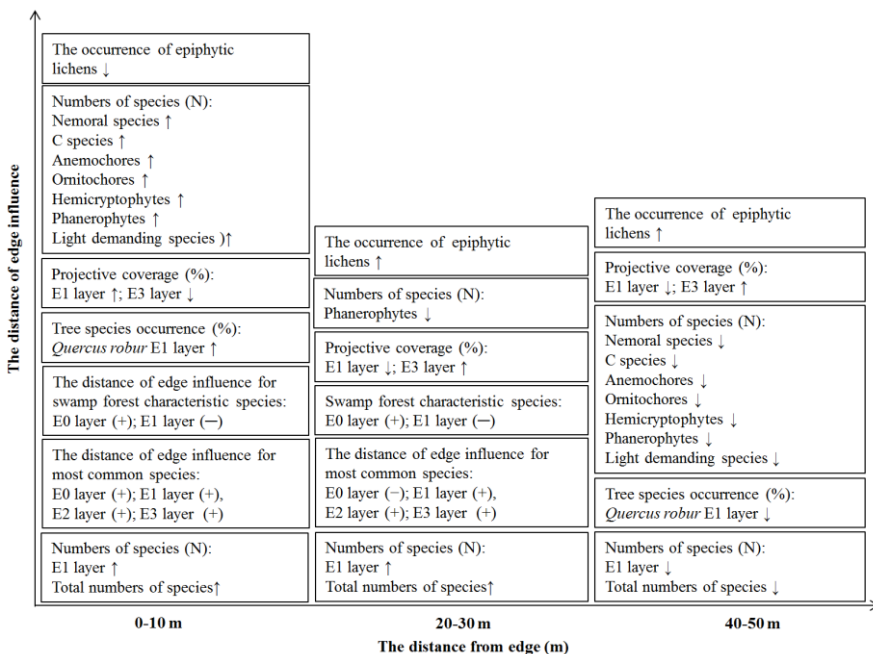 The distance of edge influence
The occurrence of epiphytic
lichens ↓
Numbers of species (N):
Nemoral species ↑
C species ↑
Anemochores ↑
Ornitochores ↑
Hemicryptophytes ↑
Phanerophytes ↑
Light demanding species )↑
Projective coverage (%):
E1 layer ↑; E3 layer ↓
Tree species occurrence (%):
Quercus robur E1 layer ↑
The distance of edge influence for
swamp forest characteristic species:
E0 layer (+); E1 layer (—)
The distance of edge influence for
most common species:
E0 layer (+); E1 layer (+),
E2 layer (+); E3 layer (+)
Numbers of species (N):
E1 layer ↑
Total numbers of species↑
The occurrence of epiphytic
lichens ↑
Numbers of species (N):
Phanerophytes ↓
Projective coverage (%):
E1 layer ↓; E3 layer ↑
Swamp forest characteristic species:
E0 layer (+); E1 layer (—)
The distance of edge influence for
most common species:
E0 layer (−); E1 layer (+),
E2 layer (+); E3 layer (+)
Numbers of species (N):
E1 layer ↑
Total numbers of species↑
The occurrence of epiphytic
lichens ↑
Projective coverage (%):
E1 layer ↓; E3 layer ↑
Numbers of species (N):
Nemoral species ↓
C species ↓
Anemochores ↓
Ornitochores ↓
Hemicryptophytes ↓
Phanerophytes ↓
Light demanding species ↓
Tree species occurrence (%):
Quercus robur E1 layer ↓
Numbers of species (N):
E1 layer ↓
Total numbers of species ↓
0-10 m
20-30 m
40-50 m
The distance from edge (m)